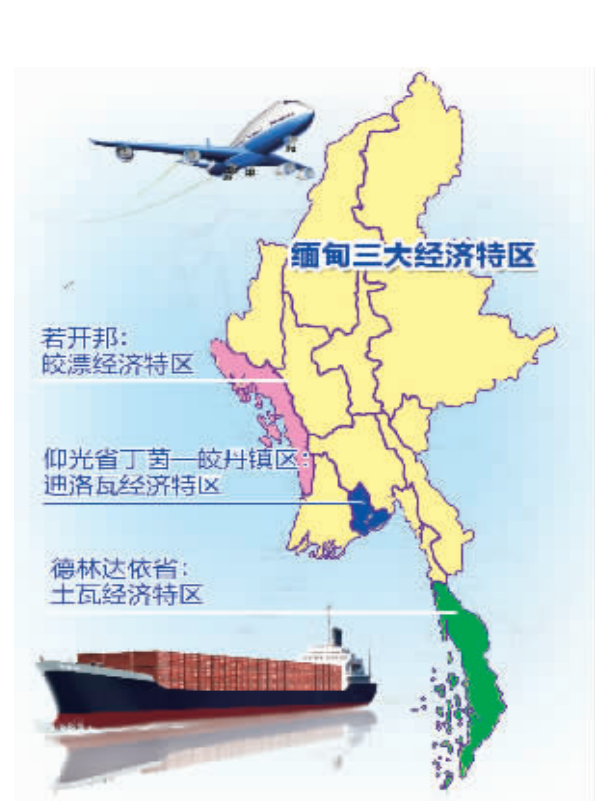 缅甸三大经济特区
若开邦：
皎漂经济特区
仰光省丁茵—皎丹镇区：
迪洛瓦经济特区
德林达依省：
土瓦经济特区